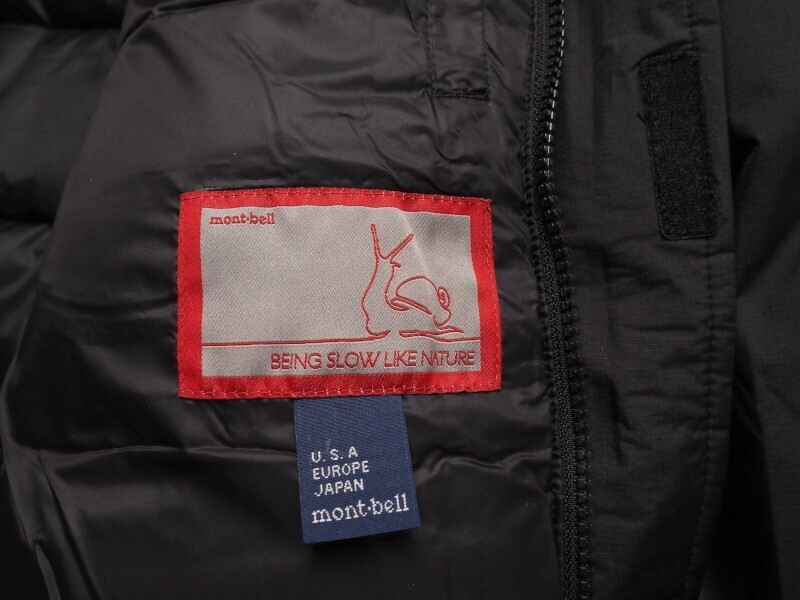 mont·bell
BEING SLOW LIKE NATURE
U.S.A
EUROPE
JAPAN
mont·bell